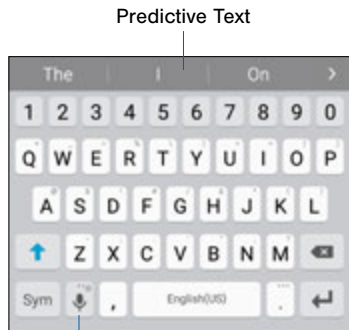 Predictive Text
The I On >
1 2 3 4 5 6 7 8 9 0
Q W E R T Y U I O P
A S D F G H J K L
Z X C V B N M
Sym , English(US) .